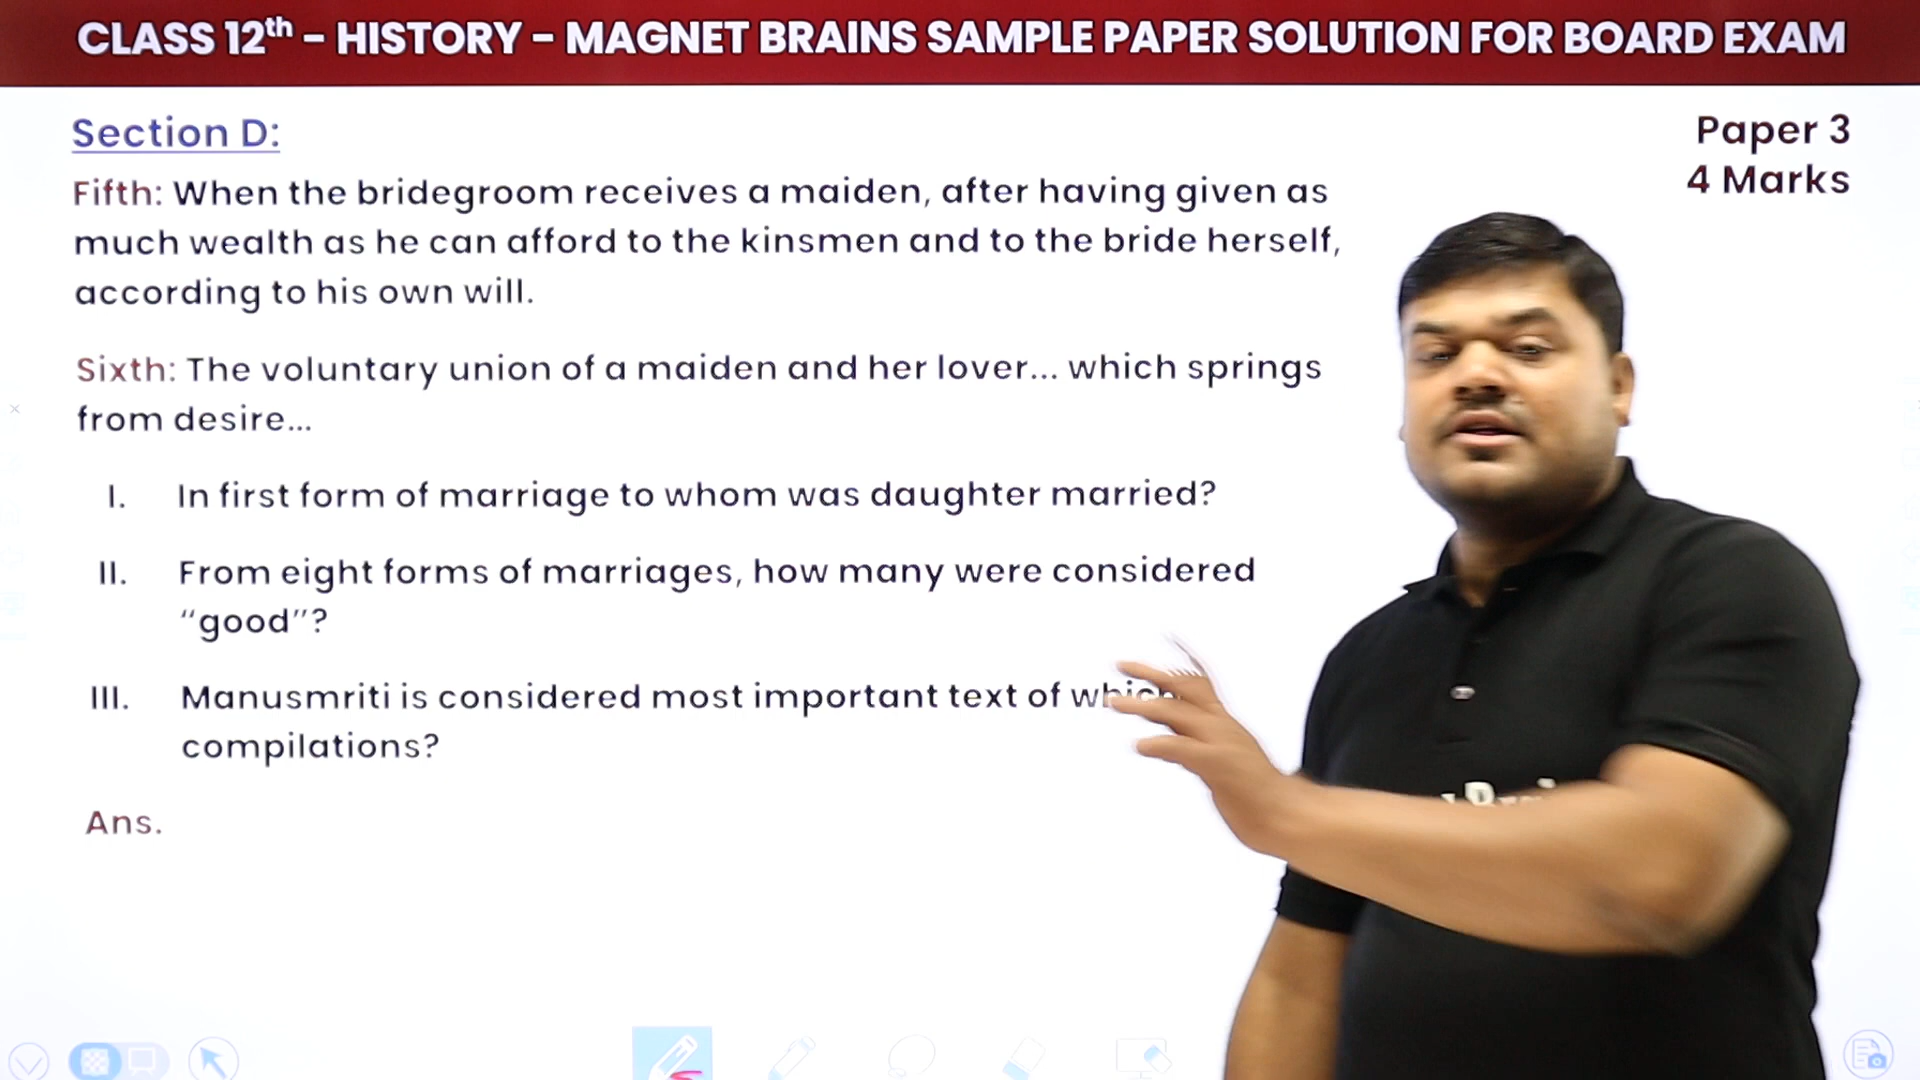 CLASS 12th – HISTORY – MAGNET BRAINS SAMPLE PAPER SOLUTION FOR BOARD EXAM
Section D:
Paper 3
4 Marks
Fifth: When the bridegroom receives a maiden, after having given as
much wealth as he can afford to the kinsmen and to the bride herself,
according to his own will.
Sixth: The voluntary union of a maiden and her lover... which springs
from desire...
I. In first form of marriage to whom was daughter married?
II. From eight forms of marriages, how many were considered
“good”?
III. Manusmriti is considered most important text of which
compilations?
Ans.